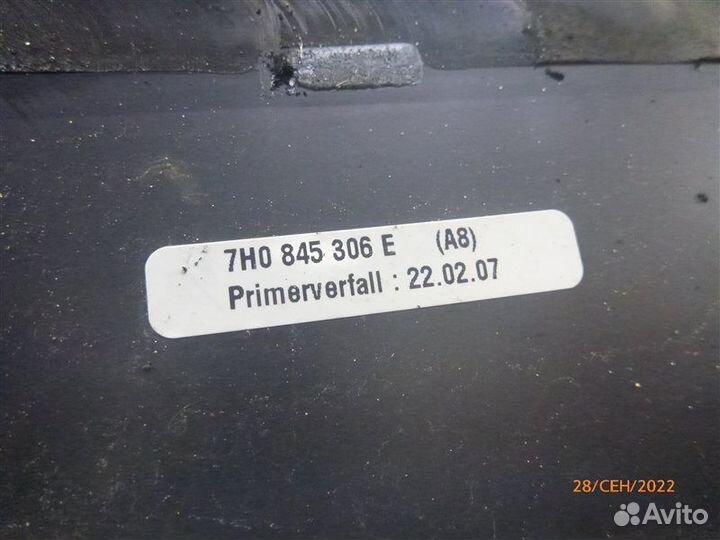 7H0 845 306 E (A8)
Primerverfall : 22.02.07
28/СЕН/2022
Avito